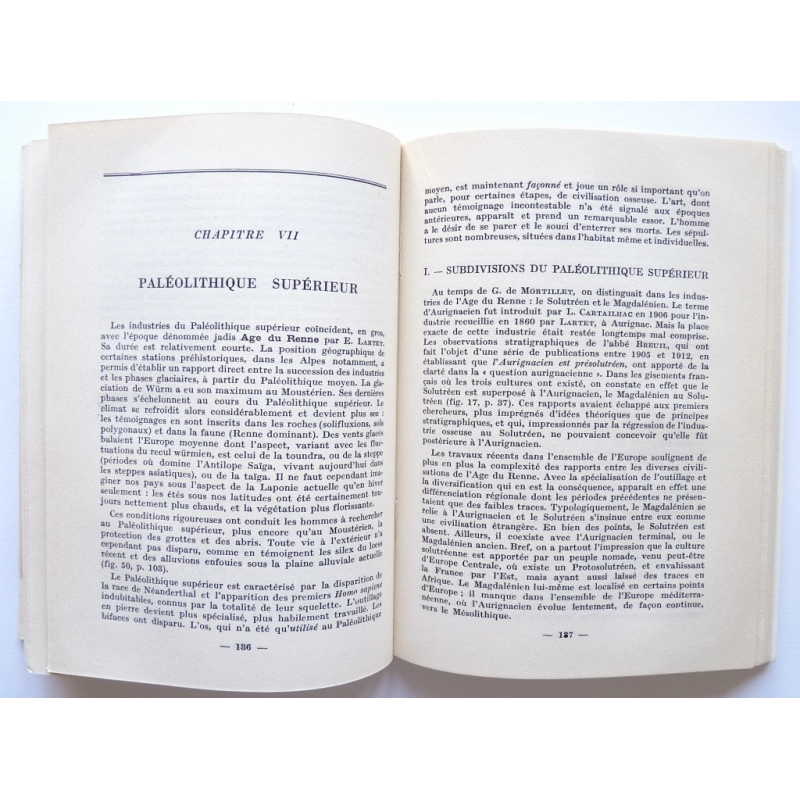 CHAPITRE VII
PALÉOLITHIQUE SUPÉRIEUR
Les industries du Paléolithique supérieur coïncident, en gros,
avec l'époque dénommée jadis Age du Renne par E. LARTET.
Sa durée est relativement courte. La position géographique de
certaines stations préhistoriques, dans les Alpes notamment, a
permis d'établir un rapport direct entre la succession des industries
et les phases glaciaires, à partir du Paléolithique moyen. La gla-
ciation de Würm a eu son maximum au Moustérien. Ses dernières
phases s'échelonnent au cours du Paléolithique supérieur. Le
climat se refroidit alors considérablement et devient plus sec :
les témoignages en sont inscrits dans les roches (solifluxions, sols
polygonaux) et dans la faune (Renne dominant). Des vents glacés
balaient l'Europe moyenne dont l'aspect, variant avec les fluc-
tuations du recul würmien, est celui de la toundra, ou de la steppe
(périodes où domine l'Antilope Saïga, vivant aujourd'hui dans
les steppes asiatiques), ou de la taïga. Il ne faut cependant ima-
giner nos pays sous l'aspect de la Laponie actuelle qu'en hiver
seulement : les étés sous nos latitudes ont été certainement tou-
jours nettement plus chauds, et la végétation plus florissante.
Ces conditions rigoureuses ont conduit les hommes à rechercher
au Paléolithique supérieur, plus encore qu'au Moustérien, la
protection des grottes et des abris. Toute vie à l'extérieur n'a
cependant pas disparu, comme en témoignent les silex du loess
récent et des alluvions enfouies sous la plaine alluviale actuelle
(fig. 50, p. 103).
Le Paléolithique supérieur est caractérisé par la disparition de
la race de Néanderthal et l'apparition des premiers Homo sapiens
indubitables, connus par la totalité de leur squelette. L'outillage
en pierre devient plus spécialisé, plus habilement travaillé. Les
bifaces ont disparu. L'os, qui n'a été qu'utilisé au Paléolithique
— 136 —
moyen, est maintenant façonné et joue un rôle si important qu'on
parle, pour certaines étapes, de civilisation osseuse. L'art, dont
aucun témoignage incontestable n'a été signalé aux époques
antérieures, apparaît et prend un remarquable essor. L'homme
a le désir de se parer et le souci d'enterrer ses morts. Les sépul-
tures sont nombreuses, situées dans l'habitat même et individuelles.
I. — SUBDIVISIONS DU PALÉOLITHIQUE SUPÉRIEUR
Au temps de G. de MORTILLET, on distinguait dans les indus-
tries de l'Age du Renne : le Solutréen et le Magdalénien. Le terme
d'Aurignacien fut introduit par L. CARTAILHAC en 1906 pour l'in-
dustrie recueillie en 1860 par LARTET, à Aurignac. Mais la place
exacte de cette industrie était restée longtemps mal comprise.
Les observations stratigraphiques de l'abbé BREUIL, qui ont
fait l'objet d'une série de publications entre 1905 et 1912, en
établissant que l'Aurignacien est présolutréen, ont apporté de la
clarté dans la « question aurignacienne ». Dans les gisements fran-
çais où les trois cultures existent, on constate en effet que le
Solutréen est superposé à l'Aurignacien, le Magdalénien au Solu-
tréen (fig. 17, p. 37). Ces rapports avaient échappé aux premiers
chercheurs, plus imprégnés d'idées théoriques que de principes
stratigraphiques, et qui, impressionnés par la régression de l'indus-
trie osseuse au Solutréen, ne pouvaient concevoir qu'elle fût
postérieure à l'Aurignacien.
Les travaux récents dans l'ensemble de l'Europe soulignent de
plus en plus la complexité des rapports entre les diverses civili-
sations de l'Age du Renne. Avec la spécialisation de l'outillage et
la diversification qui en est la conséquence, apparaît en effet une
différenciation régionale dont les périodes précédentes ne présen-
taient que de faibles traces. Typologiquement, le Magdalénien se
relie à l'Aurignacien et le Solutréen s'insinue entre eux comme
une civilisation étrangère. En bien des points, le Solutréen est
absent. Ailleurs, il coexiste avec l'Aurignacien terminal, ou le
Magdalénien ancien. Bref, on a partout l'impression que la culture
solutréenne est apportée par un peuple nomade, venu peut-être
d'Europe Centrale, où existe un Protosolutréen, et envahissant
la France par l'Est, mais ayant aussi laissé des traces en
Afrique. Le Magdalénien lui-même est localisé en certains points
d'Europe ; il manque dans l'ensemble de l'Europe méditerra-
néenne, où l'Aurignacien évolue lentement, de façon continue,
vers le Mésolithique.
— 137 —